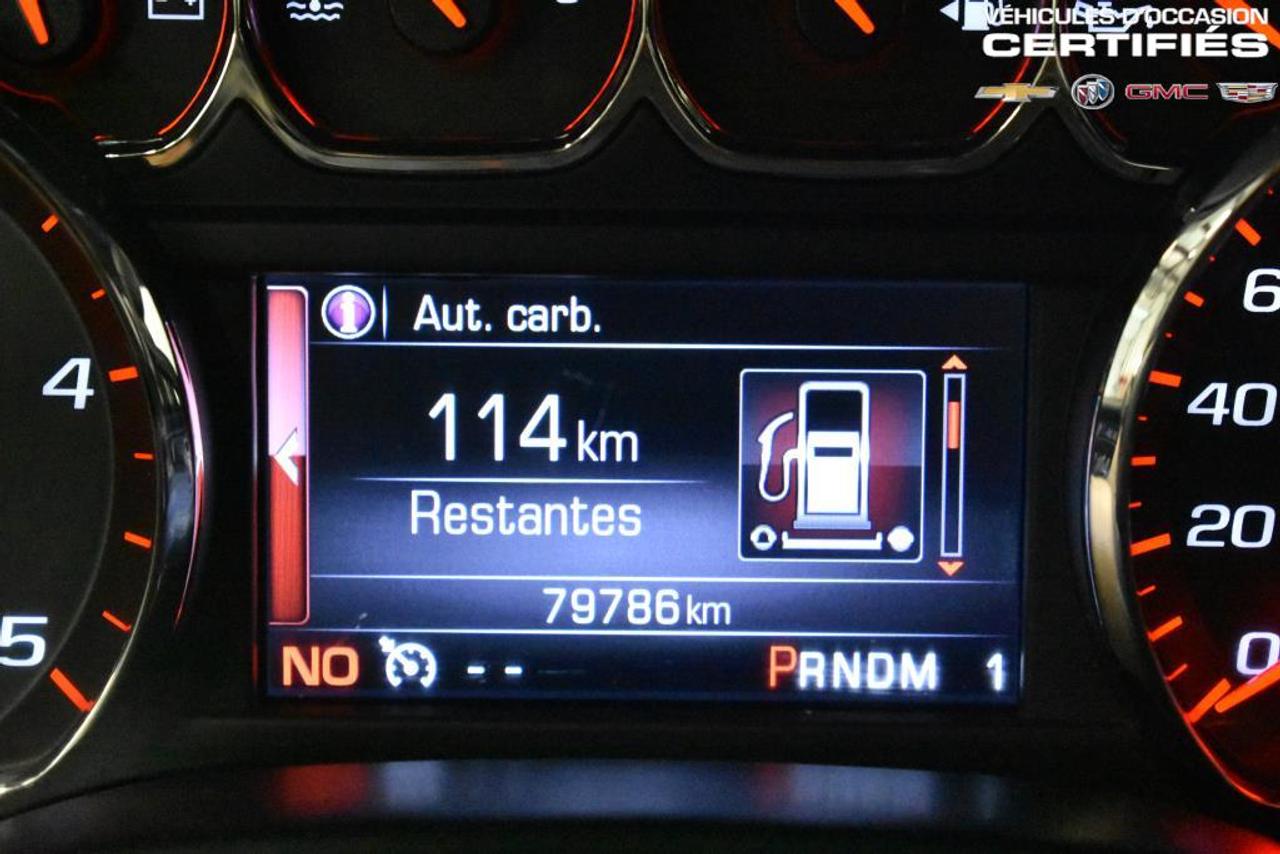 VÉHICULES D'OCCASION
CERTIFIÉS
GMC
Aut. carb.
114 km
Restantes
79786 km
NO -- PRNDM 1
4
5
6
40
20
0